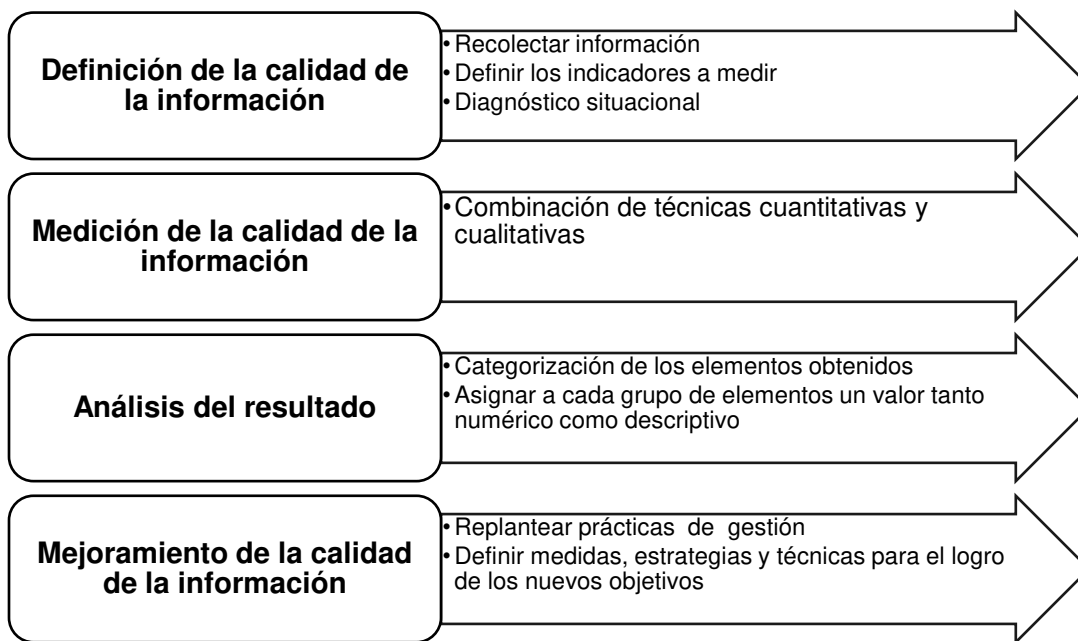 Definición de la calidad de
la información
• Recolectar información
• Definir los indicadores a medir
• Diagnóstico situacional
Medición de la calidad de la
información
• Combinación de técnicas cuantitativas y
cualitativas
Análisis del resultado
• Categorización de los elementos obtenidos
• Asignar a cada grupo de elementos un valor tanto
numérico como descriptivo
Mejoramiento de la calidad
de la información
• Replantear prácticas de gestión
• Definir medidas, estrategias y técnicas para el logro
de los nuevos objetivos